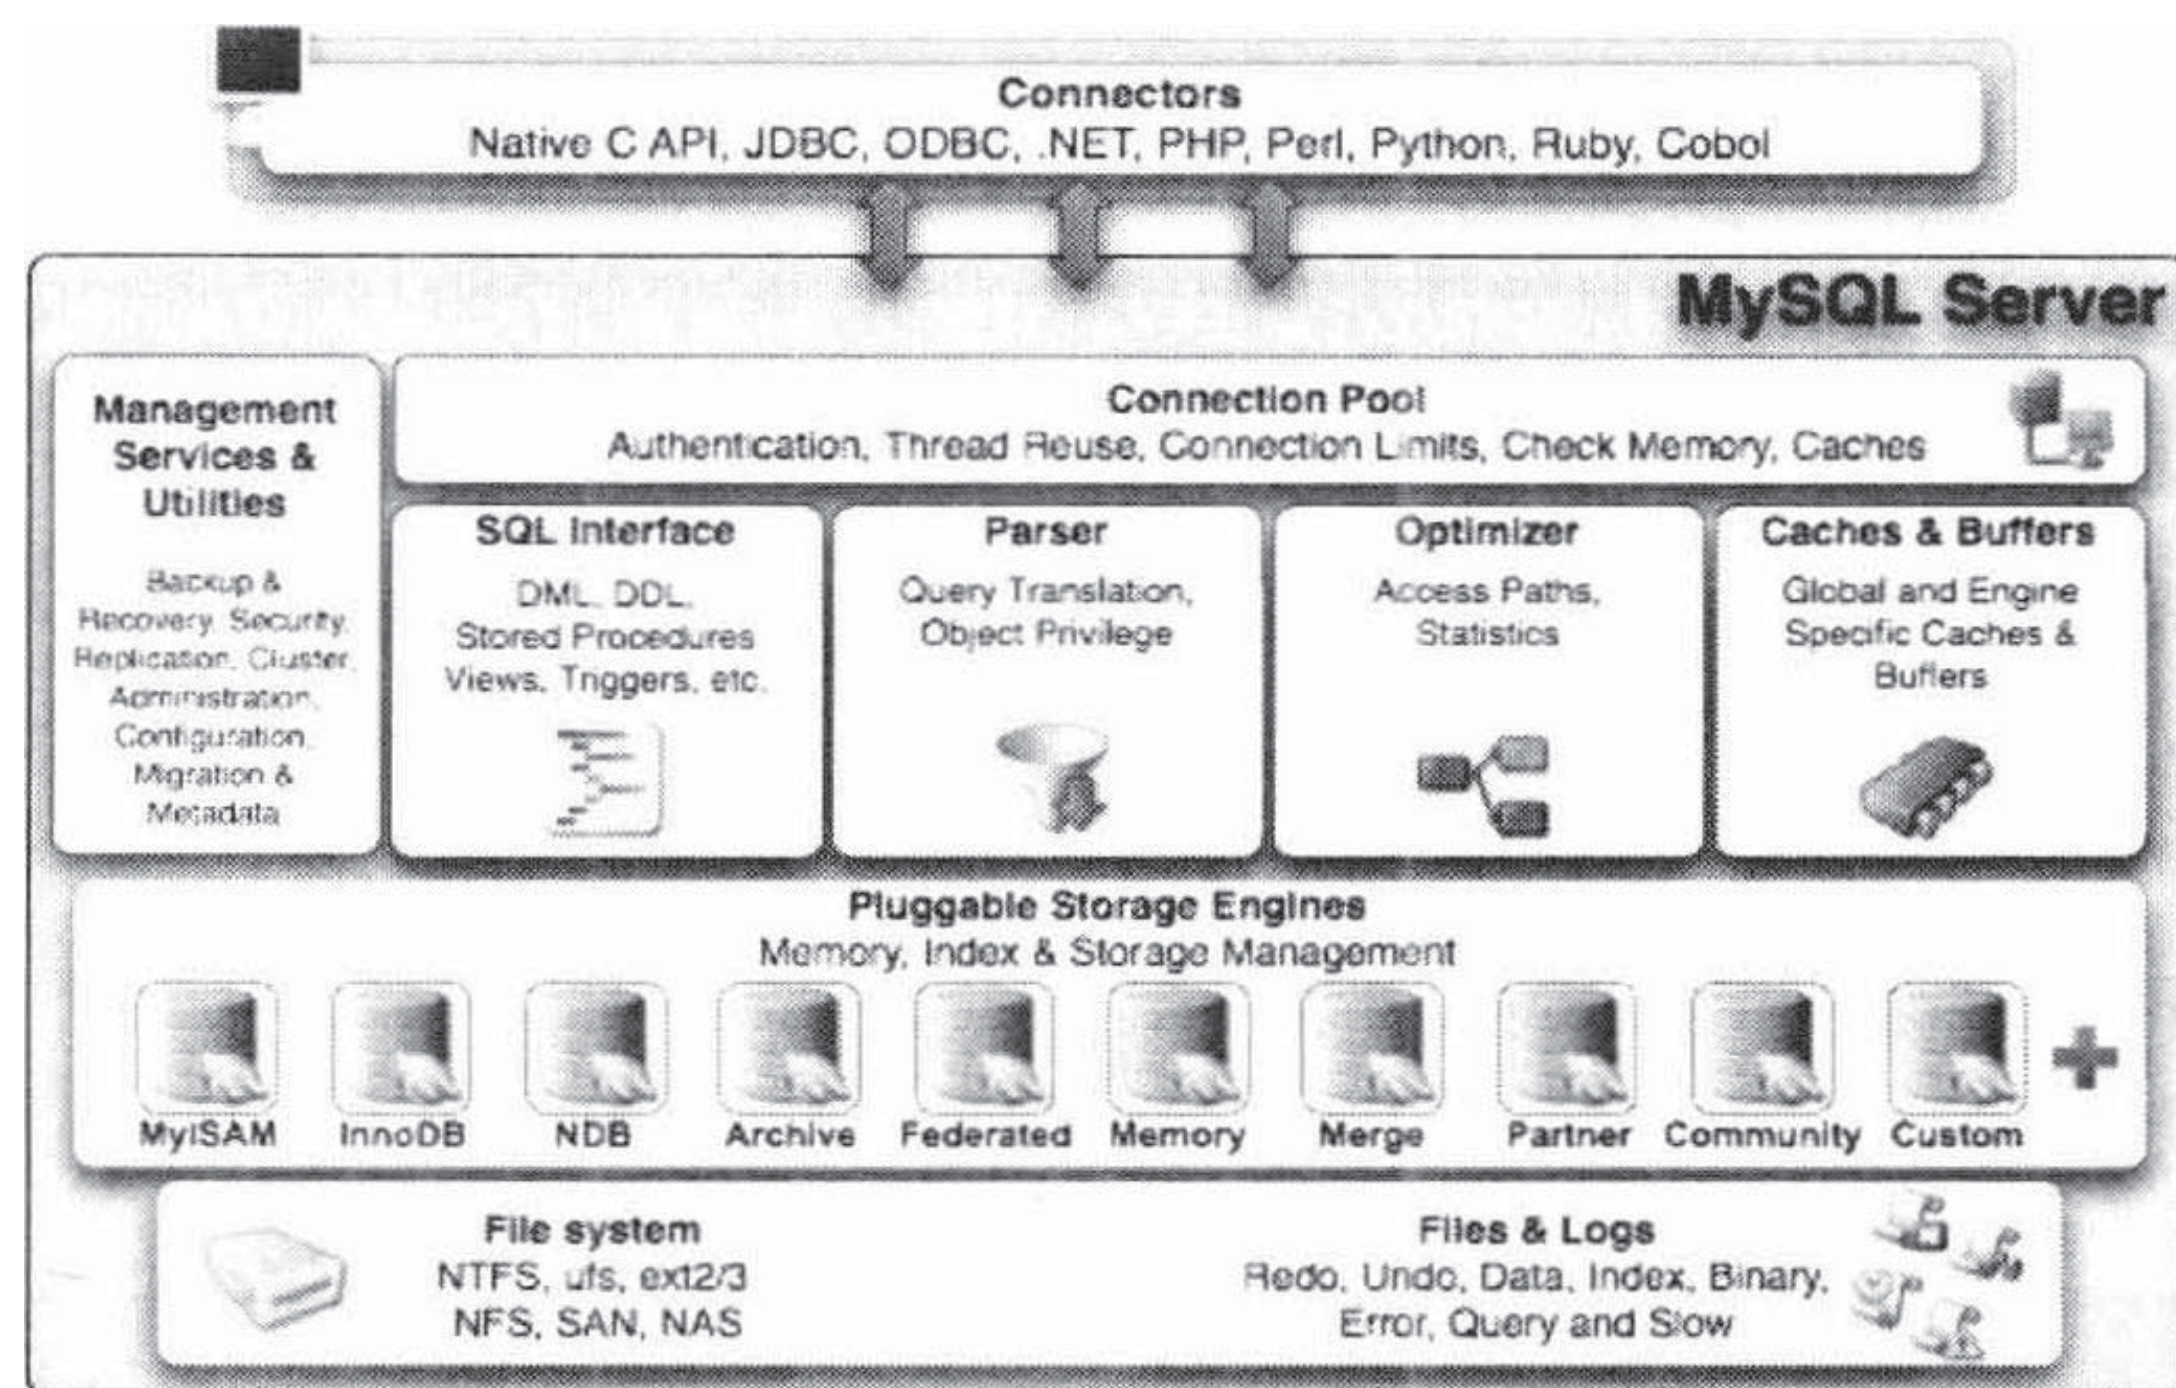 Connectors
Native C API, JDBC, ODBC, .NET, PHP, Perl, Python, Ruby, Cobol
MySQL Server
Management
Services &
Utilities
Backup &
Recovery, Security,
Replication, Cluster,
Administration,
Configuration,
Migration &
Metadata
Connection Pool
Authentication, Thread Reuse, Connection Limits, Check Memory, Caches
SQL Interface
DML, DDL,
Stored Procedures
Views, Triggers, etc.
Parser
Query Translation,
Object Privilege
Optimizer
Access Paths,
Statistics
Caches & Buffers
Global and Engine
Specific Caches &
Buffers
Pluggable Storage Engines
Memory, Index & Storage Management
MyISAM
InnoDB
NDB
Archive
Federated
Memory
Merge
Partner
Community
Custom
File system
NTFS, ufs, ext2/3
NFS, SAN, NAS
Files & Logs
Redo, Undo, Data, Index, Binary,
Error, Query and Slow